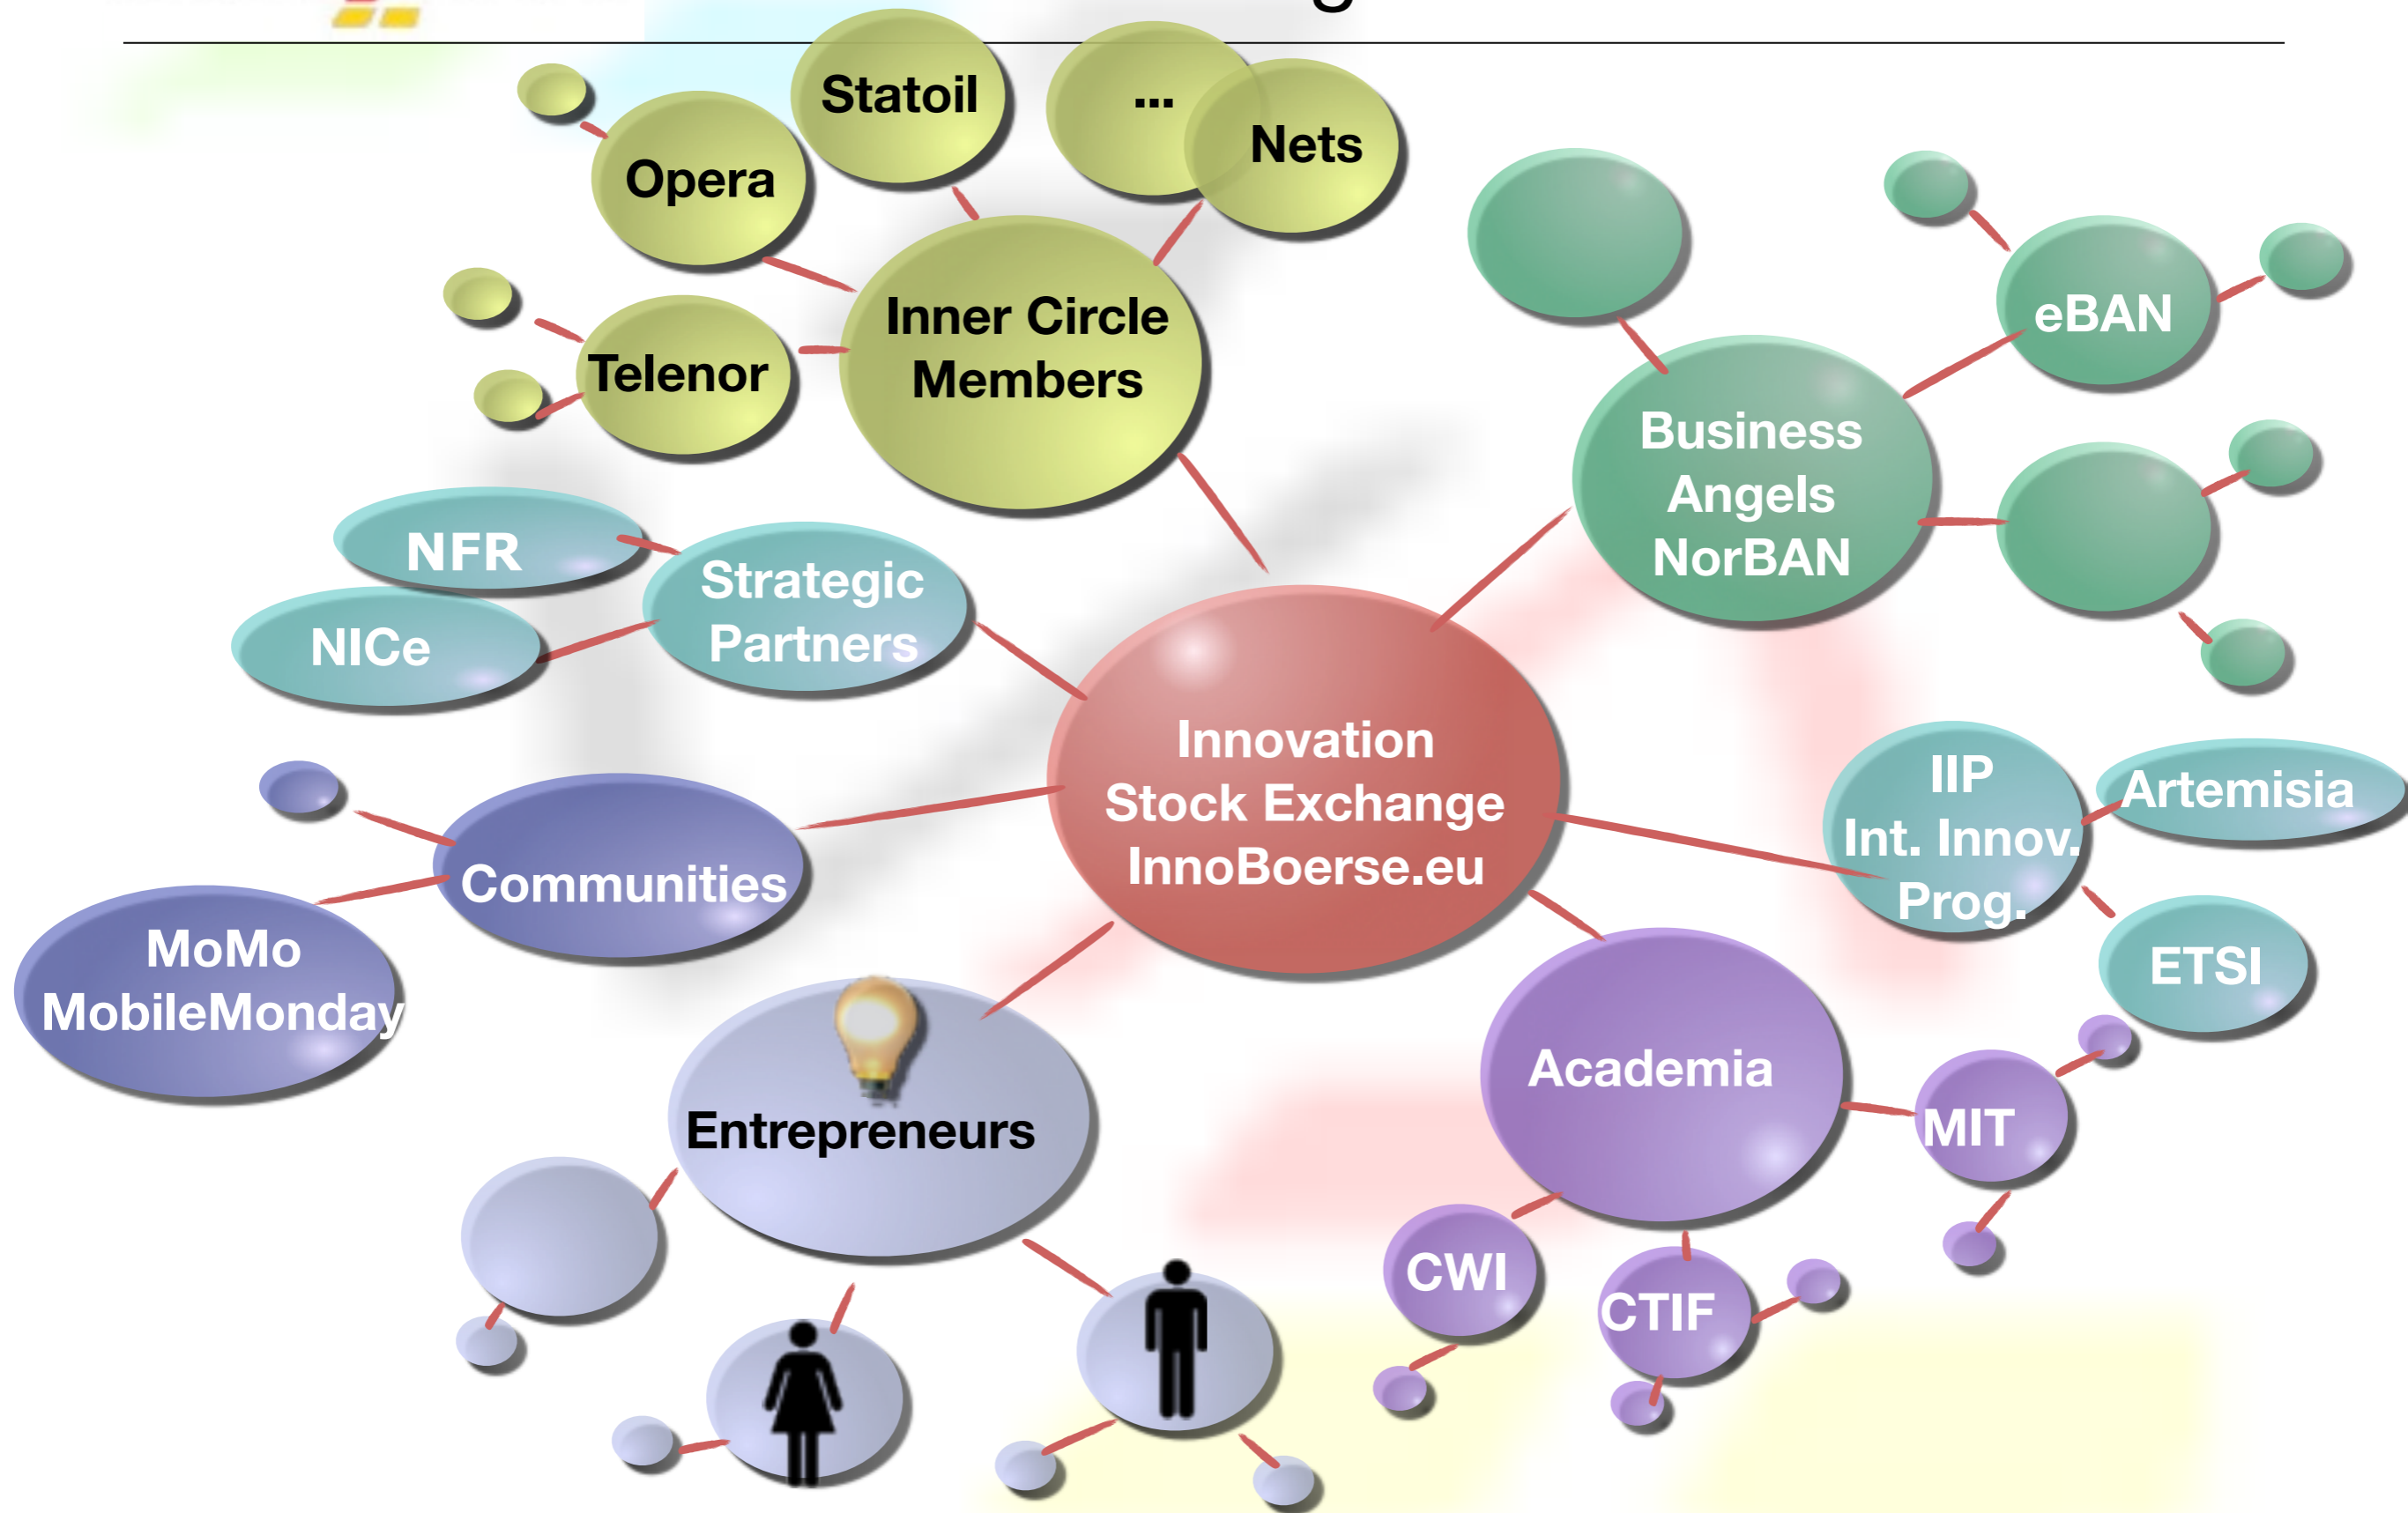 Statoil
...
Nets
Opera
Inner Circle
Members
Telenor
eBAN
Business
Angels
NorBAN
NFR
NICe
Strategic
Partners
Innovation
Stock Exchange
InnoBoerse.eu
IIP
Int. Innov.
Prog.
Artemisia
ETSI
Communities
MoMo
MobileMonday
Entrepreneurs
Academia
MIT
CWI
CTIF